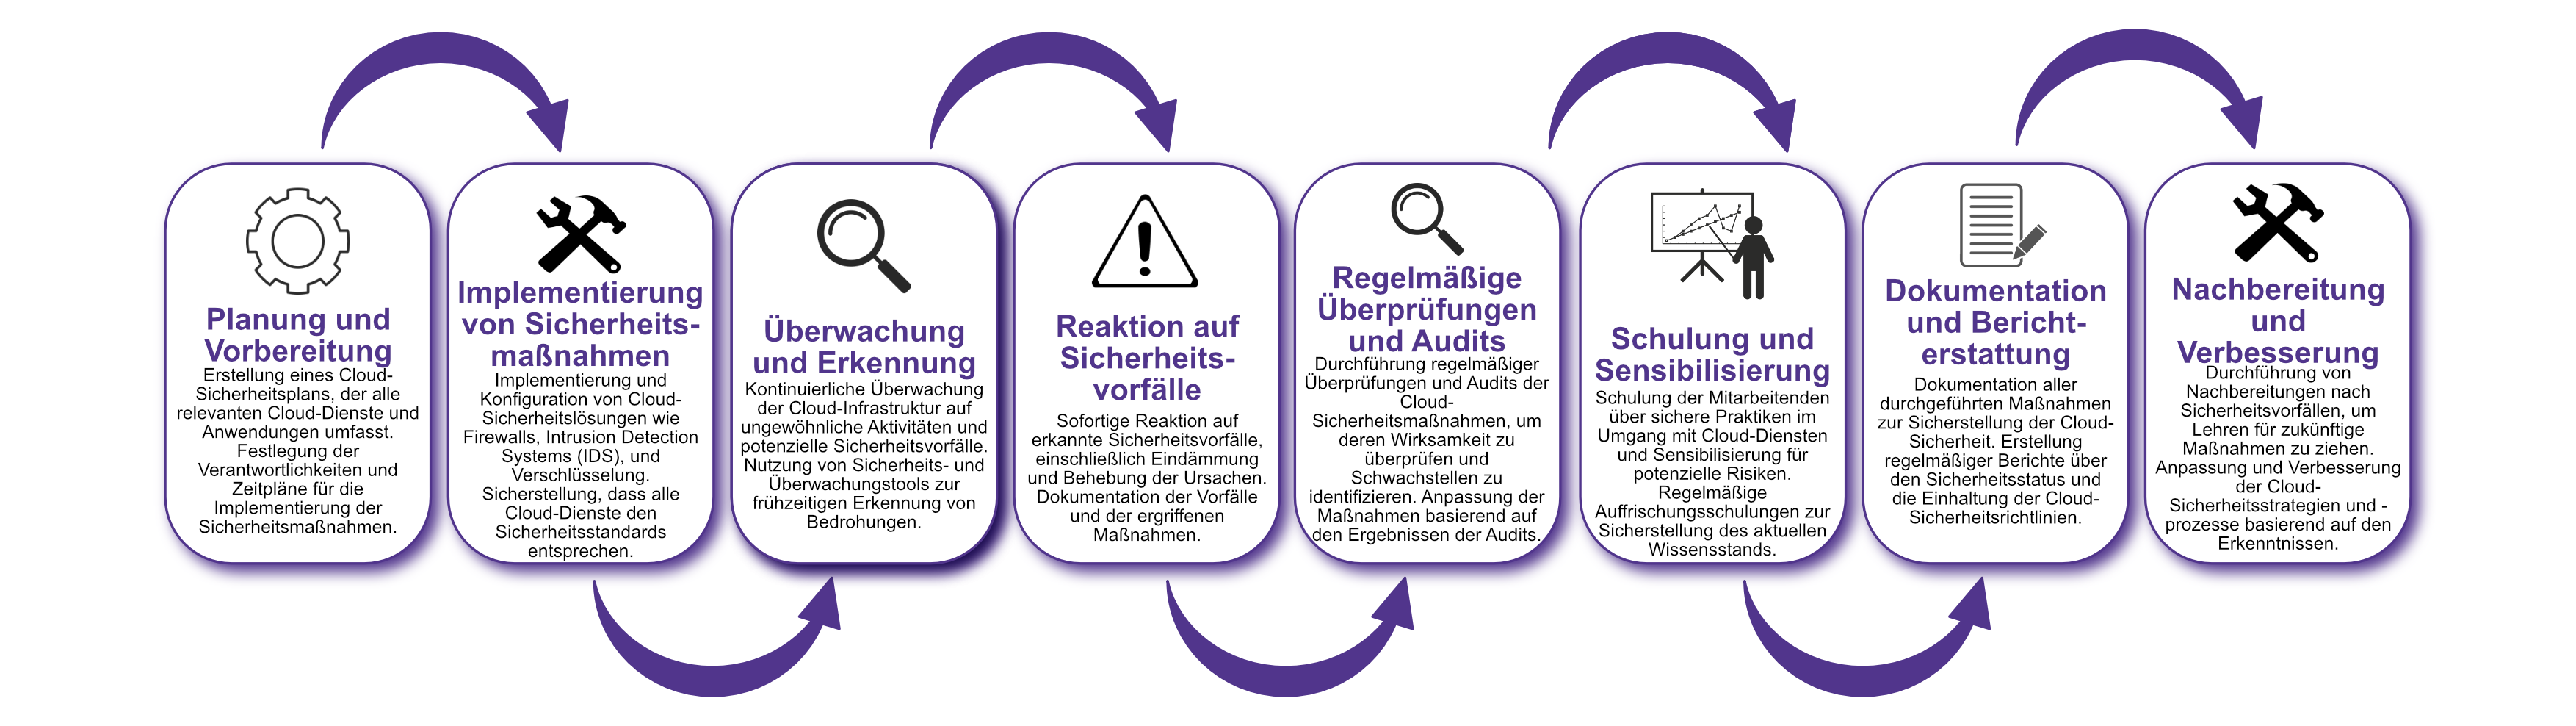 Planung und
Vorbereitung
Erstellung eines Cloud-
Sicherheitsplans, der alle
relevanten Cloud-Dienste und
Anwendungen umfasst.
Festlegung der
Verantwortlichkeiten und
Zeitpläne für die
Implementierung der
Sicherheitsmaßnahmen.
Implementierung
von Sicherheits-
maßnahmen
Implementierung und
Konfiguration von Cloud-
Sicherheitslösungen wie
Firewalls, Intrusion Detection
Systems (IDS), und
Verschlüsselung.
Sicherstellung, dass alle
Cloud-Dienste den
Sicherheitsstandards
entsprechen.
Überwachung
und Erkennung
Kontinuierliche Überwachung
der Cloud-Infrastruktur auf
ungewöhnliche Aktivitäten und
potenzielle Sicherheitsvorfälle.
Nutzung von Sicherheits- und
Überwachungstools zur
frühzeitigen Erkennung von
Bedrohungen.
Reaktion auf
Sicherheits-
vorfälle
Sofortige Reaktion auf
erkannte Sicherheitsvorfälle,
einschließlich Eindämmung
und Behebung der Ursachen.
Dokumentation der Vorfälle
und der ergriffenen
Maßnahmen.
Regelmäßige
Überprüfungen
und Audits
Durchführung regelmäßiger
Überprüfungen und Audits der
Cloud-
Sicherheitsmaßnahmen, um
deren Wirksamkeit zu
überprüfen und
Schwachstellen zu
identifizieren. Anpassung der
Maßnahmen basierend auf
den Ergebnissen der Audits.
Schulung und
Sensibilisierung
Schulung der Mitarbeitenden
über sichere Praktiken im
Umgang mit Cloud-Diensten
und Sensibilisierung für
potenzielle Risiken.
Regelmäßige
Auffrischungsschulungen zur
Sicherstellung des aktuellen
Wissensstands.
Dokumentation
und Bericht-
erstattung
Dokumentation aller
durchgeführten Maßnahmen
zur Sicherstellung der Cloud-
Sicherheit. Erstellung
regelmäßiger Berichte über
den Sicherheitsstatus und
die Einhaltung der Cloud-
Sicherheitsrichtlinien.
Nachbereitung
und
Verbesserung
Durchführung von
Nachbereitungen nach
Sicherheitsvorfällen, um
Lehren für zukünftige
Maßnahmen zu ziehen.
Anpassung und Verbesserung
der Cloud-
Sicherheitsstrategien und -
prozesse basierend auf den
Erkenntnissen.